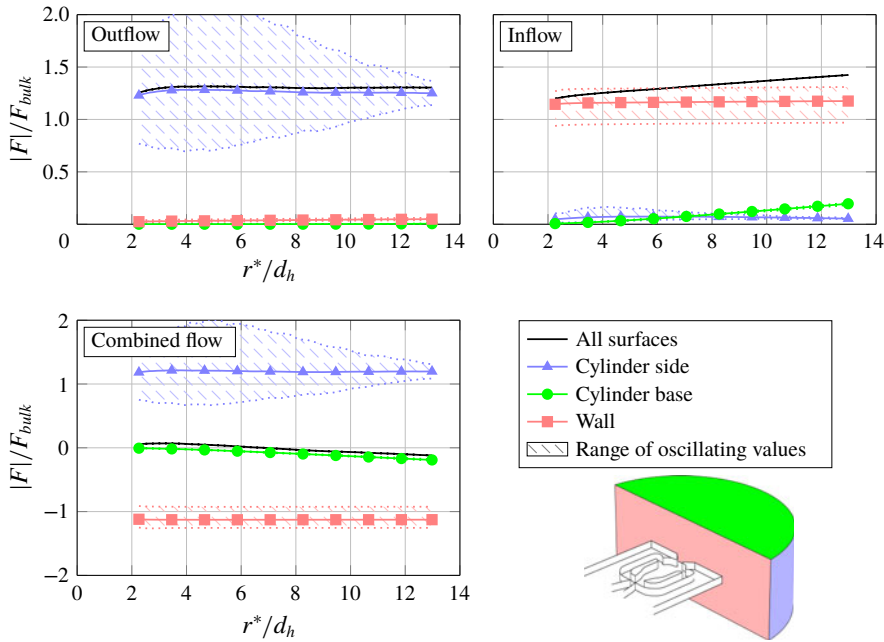 Outflow
2.0
1.5
1.0
0.5
0
0 2 4 6 8 10 12 14
|F|/F_bulk
r*/d_h
Inflow
0 2 4 6 8 10 12 14
r*/d_h
Combined flow
2
1
0
−1
−2
0 2 4 6 8 10 12 14
|F|/F_bulk
r*/d_h
All surfaces
Cylinder side
Cylinder base
Wall
Range of oscillating values